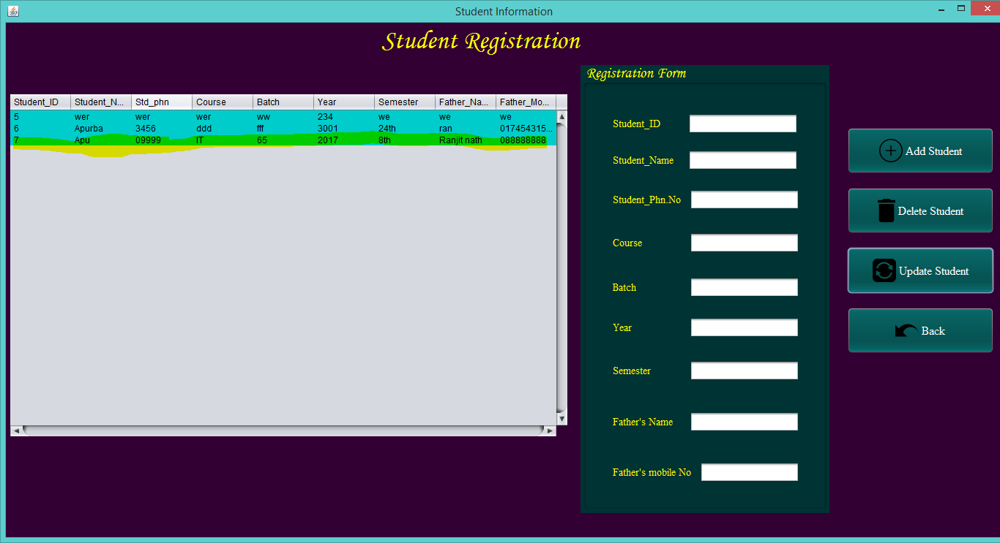 Student Information
Student Registration
Student_ID Student_N... Std_phn Course Batch Year Semester Father_Na... Father_Mo...
5 wer wer wer ww 234 we we we
6 Apurba 3456 ddd fff 3001 24th ran 017454315...
7 Apu 09999 IT 65 2017 8th Ranjit nath 088888888
Registration Form
Student_ID
Student_Name
Student_Phn.No
Course
Batch
Year
Semester
Father's Name
Father's mobile No
Add Student
Delete Student
Update Student
Back